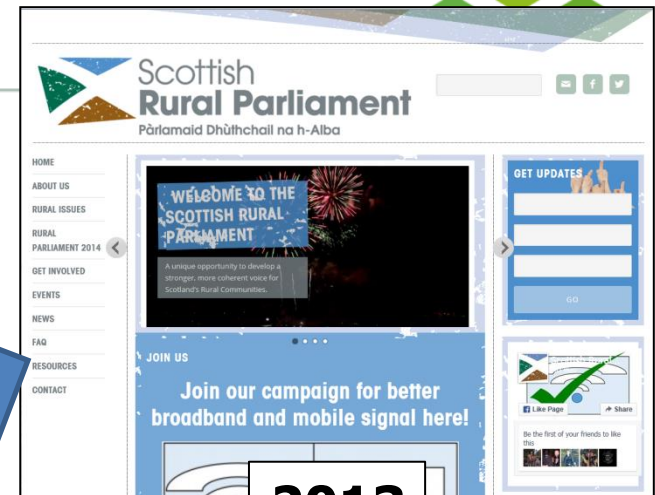 Scottish
Rural Parliament
Pàrlamaid Dhùthchail na h-Alba
HOME
ABOUT US
RURAL ISSUES
RURAL
PARLIAMENT 2014
GET INVOLVED
EVENTS
NEWS
FAQ
RESOURCES
CONTACT
WELCOME TO THE
SCOTTISH RURAL
PARLIAMENT
A unique opportunity to develop a
stronger, more coherent voice for
Scotland's Rural Communities.
JOIN US
Join our campaign for better
broadband and mobile signal here!
GET UPDATES
GO
Like Page
Share
Be the first of your friends to like
this